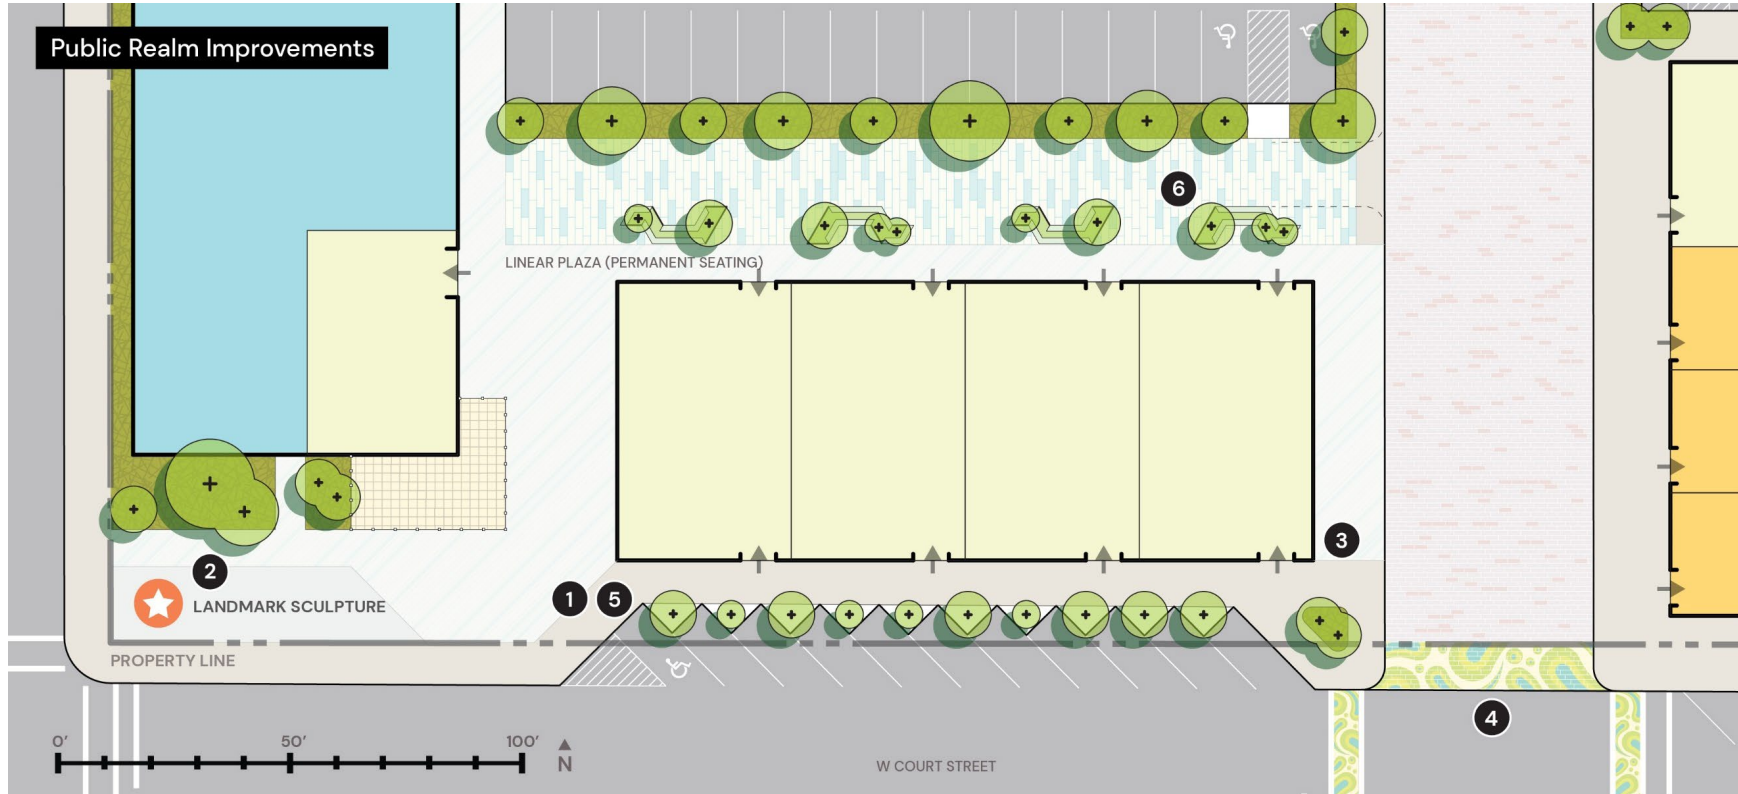 Public Realm Improvements
6
LINEAR PLAZA (PERMANENT SEATING)
3
2
1
5
LANDMARK SCULPTURE
PROPERTY LINE
4
0' 50' 100'
N
W COURT STREET